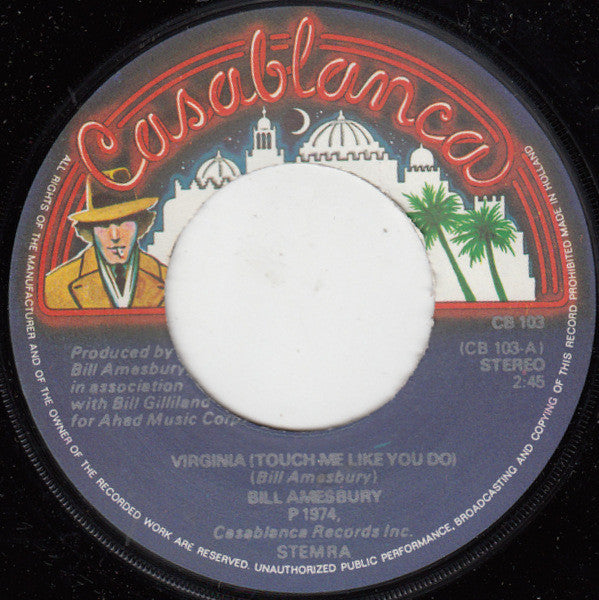 Casablanca
ALL RIGHTS OF THE MANUFACTURER AND OF THE OWNER OF THE RECORDED WORK ARE RESERVED. UNAUTHORIZED PUBLIC PERFORMANCE, BROADCASTING AND COPYING OF THIS RECORD PROHIBITED MADE IN HOLLAND
CB 103
(CB 103-A)
STEREO
2:45
Produced by
Bill Amesbury
in association
with Bill Gilliland
for Ahed Music Corp
VIRGINIA (TOUCH ME LIKE YOU DO)
(Bill Amesbury)
BILL AMESBURY
P 1974,
Casablanca Records Inc.
STEMRA